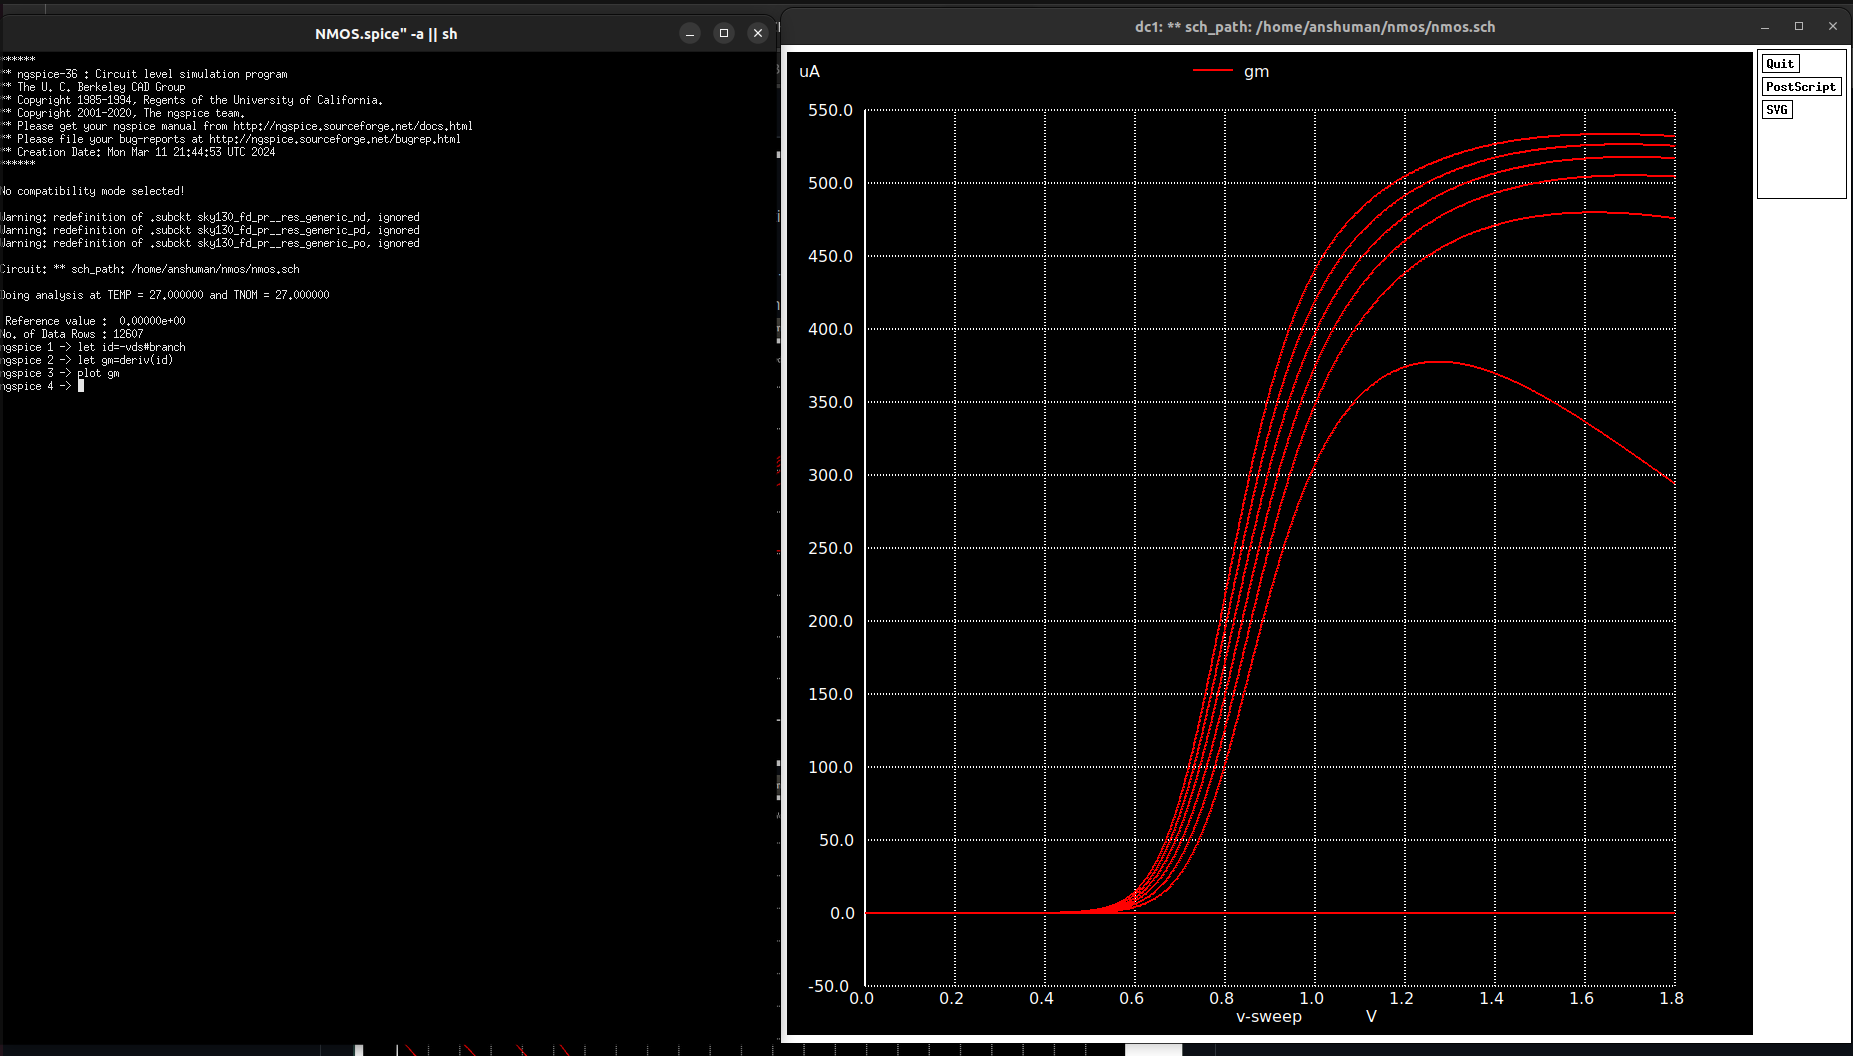 NMOS.spice" -a || sh
******
** ngspice-36 : Circuit level simulation program
** The U. C. Berkeley CAD Group
** Copyright 1985-1994, Regents of the University of California.
** Copyright 2001-2020, The ngspice team.
** Please get your ngspice manual from http://ngspice.sourceforge.net/docs.html
** Please file your bug-reports at http://ngspice.sourceforge.net/bugrep.html
** Creation Date: Mon Mar 11 21:44:53 UTC 2024
******
No compatibility mode selected!
Warning: redefinition of .subckt sky130_fd_pr__res_generic_nd, ignored
Warning: redefinition of .subckt sky130_fd_pr__res_generic_pd, ignored
Warning: redefinition of .subckt sky130_fd_pr__res_generic_po, ignored
Circuit: ** sch_path: /home/anshuman/nmos/nmos.sch
Doing analysis at TEMP = 27.000000 and TNOM = 27.000000
Reference value :  0.00000e+00
No. of Data Rows : 12607
ngspice 1 -> let id=-vds#branch
ngspice 2 -> let gm=deriv(id)
ngspice 3 -> plot gm
ngspice 4 ->
dc1: ** sch_path: /home/anshuman/nmos/nmos.sch
Quit
PostScript
SVG
uA
gm
550.0
500.0
450.0
400.0
350.0
300.0
250.0
200.0
150.0
100.0
50.0
0.0
-50.0
0.0 0.2 0.4 0.6 0.8 1.0 1.2 1.4 1.6 1.8
v-sweep V